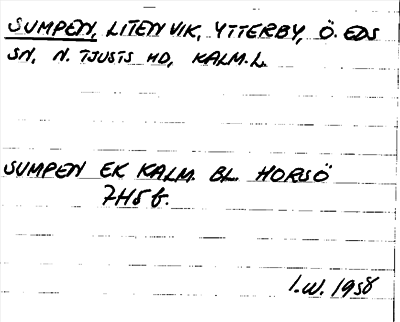 SUMPEN, LITEN VIK, YTTERBY, Ö. EDS
SN, N. TJUSTS HD, KALM. L.
SUMPEN EK KALM. BL. HORSÖ
7H5 f.
I.W. 1958